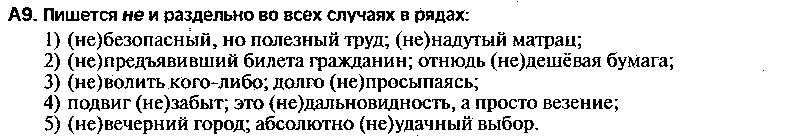 А9. Пишется не и раздельно во всех случаях в рядах:
1) (не)безопасный, но полезный труд; (не)надутый матрац;
2) (не)предъявивший билета гражданин; отнюдь (не)дешёвая бумага;
3) (не)волить кого-либо; долго (не)просыпаясь;
4) подвиг (не)забыт; это (не)дальновидность, а просто везение;
5) (не)вечерний город; абсолютно (не)удачный выбор.